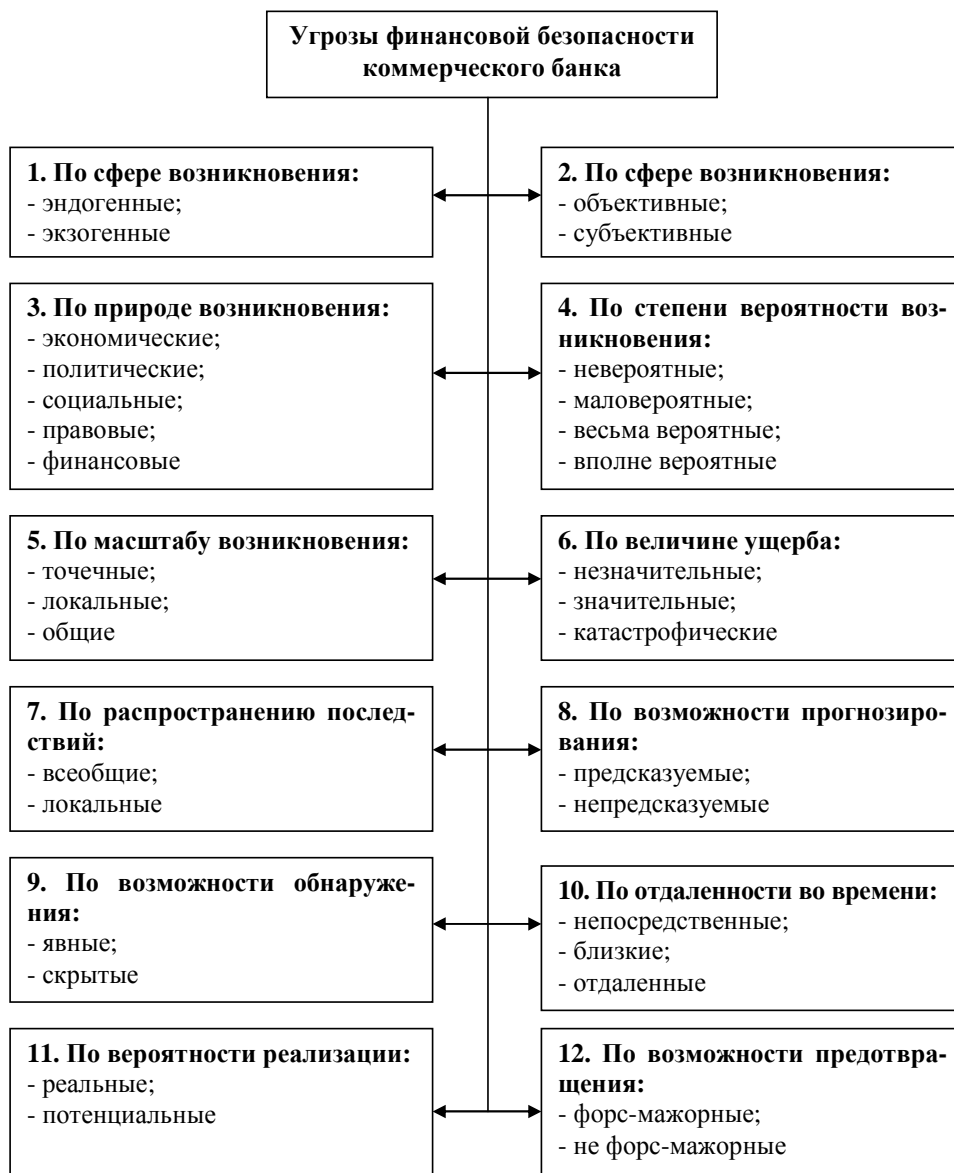 Угрозы финансовой безопасности
коммерческого банка
1. По сфере возникновения:
- эндогенные;
- экзогенные
2. По сфере возникновения:
- объективные;
- субъективные
3. По природе возникновения:
- экономические;
- политические;
- социальные;
- правовые;
- финансовые
4. По степени вероятности воз-
никновения:
- невероятные;
- маловероятные;
- весьма вероятные;
- вполне вероятные
5. По масштабу возникновения:
- точечные;
- локальные;
- общие
6. По величине ущерба:
- незначительные;
- значительные;
- катастрофические
7. По распространению послед-
ствий:
- всеобщие;
- локальные
8. По возможности прогнозиро-
вания:
- предсказуемые;
- непредсказуемые
9. По возможности обнаруже-
ния:
- явные;
- скрытые
10. По отдаленности во времени:
- непосредственные;
- близкие;
- отдаленные
11. По вероятности реализации:
- реальные;
- потенциальные
12. По возможности предотвра-
щения:
- форс-мажорные;
- не форс-мажорные